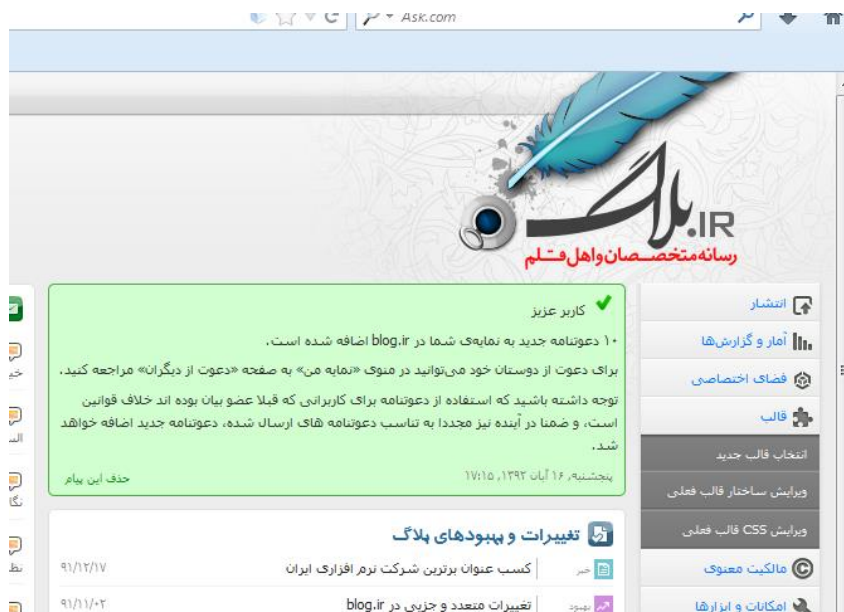 Ask.com
بلاگ.IR
رسانه متخصصان و اهل قلم
انتشار
آمار و گزارش‌ها
فضای اختصاصی
قالب
انتخاب قالب جدید
ویرایش ساختار قالب فعلی
ویرایش CSS قالب فعلی
مالکیت معنوی
امکانات و ابزارها
کاربر عزیز
۱۰ دعوتنامه جدید به نمایه‌ی شما در blog.ir اضافه شده است.
برای دعوت از دوستان خود می‌توانید در منوی «نمایه من» به صفحه «دعوت از دیگران» مراجعه کنید.
توجه داشته باشید که استفاده از دعوتنامه برای کاربرانی که قبلا عضو بیان بوده اند خلاف قوانین
است، و ضمنا در آینده نیز مجددا به تناسب دعوتنامه های ارسال شده، دعوتنامه جدید اضافه خواهد
شد.
پنجشنبه, ۱۶ آبان ۱۳۹۲, ۱۷:۱۵
حذف این پیام
تغییرات و بهبودهای بلاگ
خبر کسب عنوان برترین شرکت نرم افزاری ایران ۹۱/۱۲/۱۷
بهبود تغییرات متعدد و جزیی در blog.ir ۹۱/۱۱/۰۲